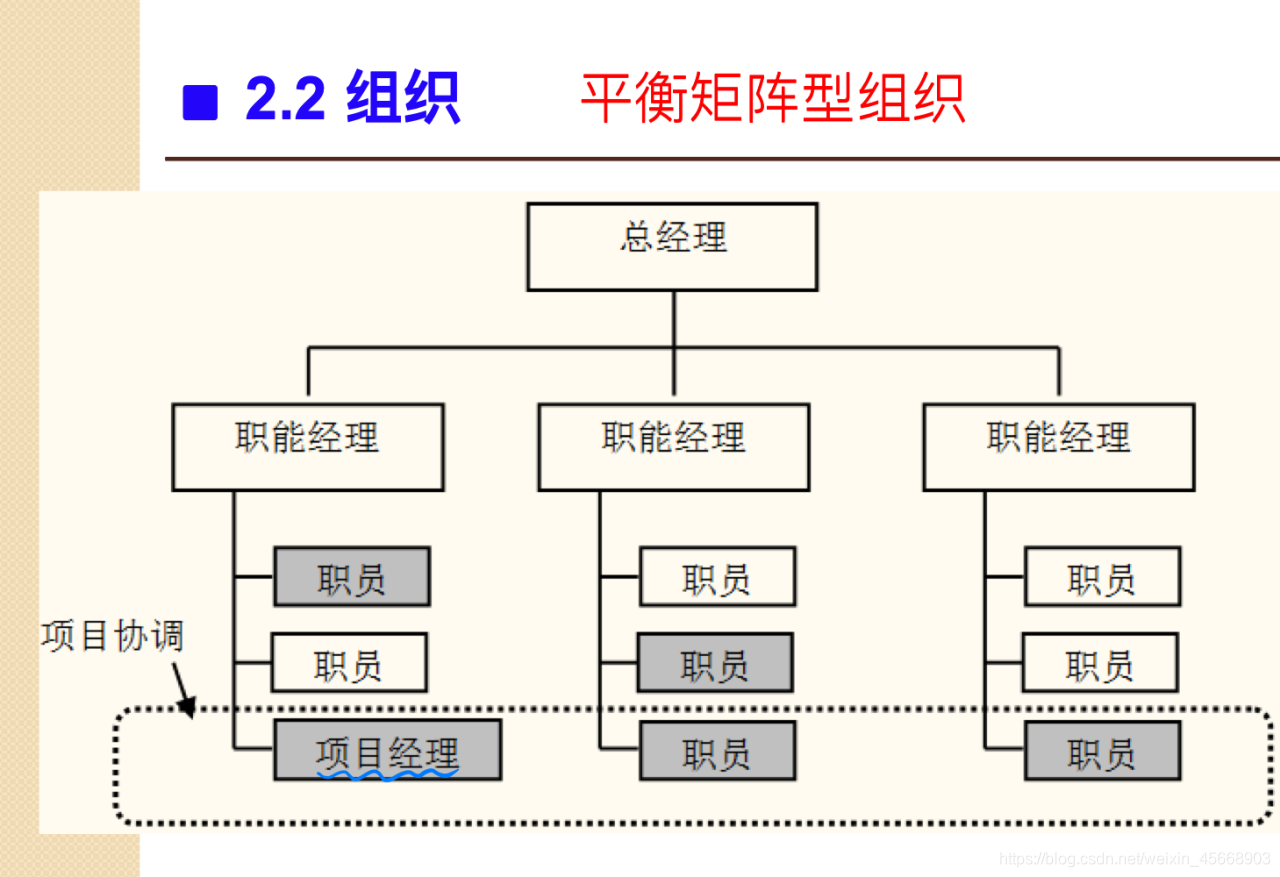 2.2 组织 平衡矩阵型组织
总经理
职能经理 职能经理 职能经理
职员 职员 职员
项目协调
职员 职员 职员
项目经理 职员 职员
https://blog.csdn.net/weixin_45668903